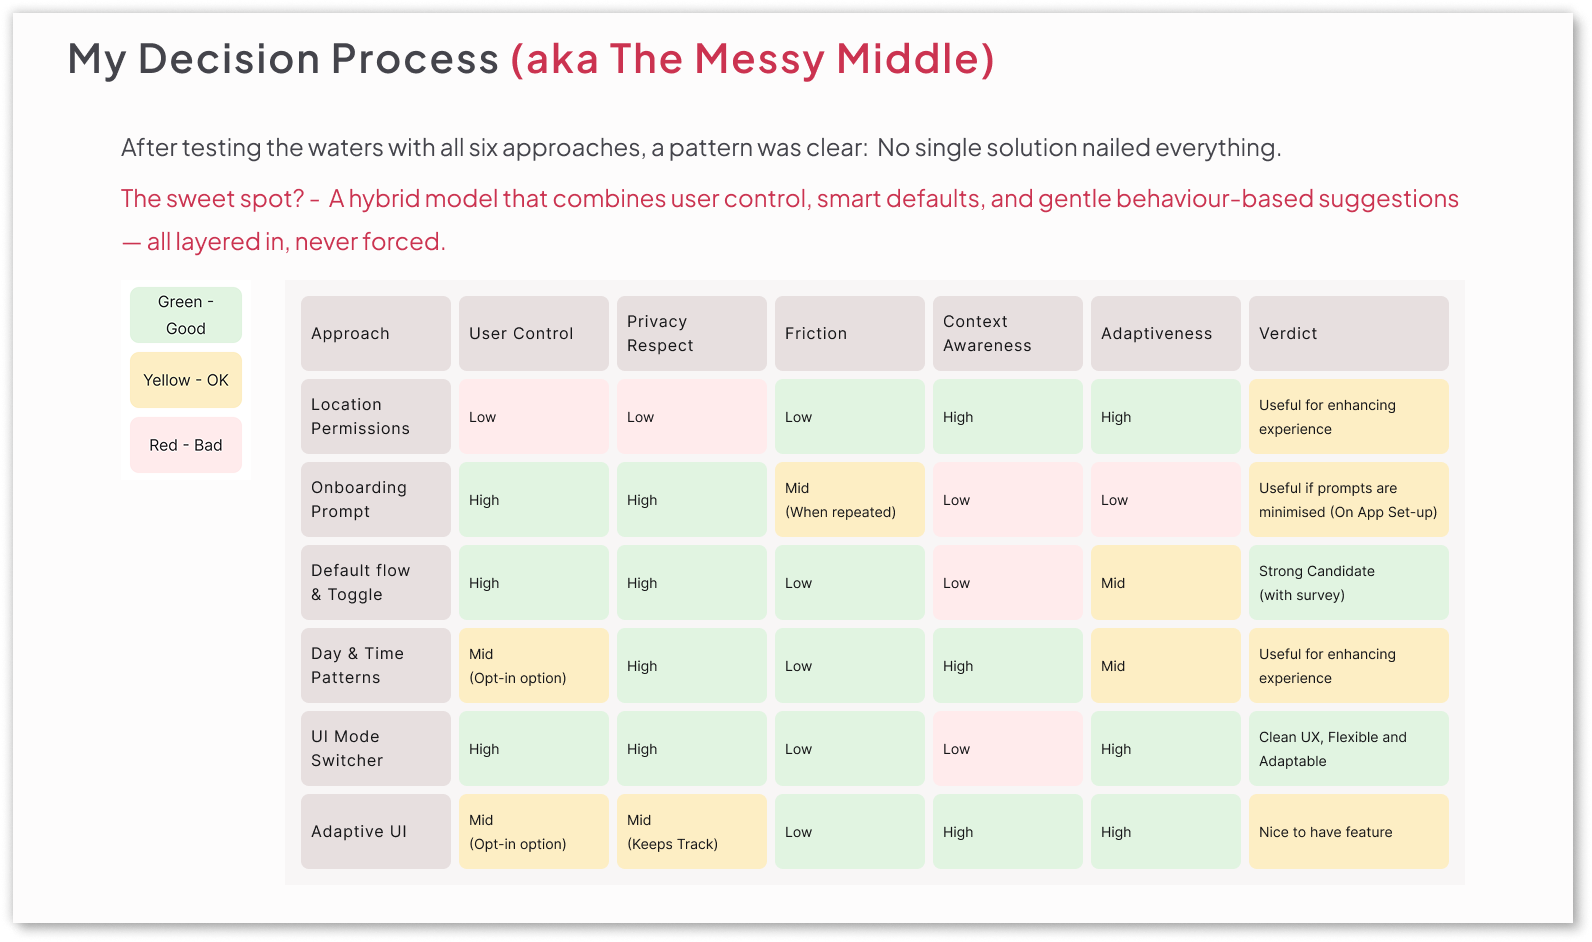 My Decision Process (aka The Messy Middle)
After testing the waters with all six approaches, a pattern was clear: No single solution nailed everything.
The sweet spot? - A hybrid model that combines user control, smart defaults, and gentle behaviour-based suggestions
— all layered in, never forced.
Green -
Good
Yellow - OK
Red - Bad
Approach
User Control
Privacy
Respect
Friction
Context
Awareness
Adaptiveness
Verdict
Location
Permissions
Low
Low
Low
High
High
Useful for enhancing
experience
Onboarding
Prompt
High
High
Mid
(When repeated)
Low
Low
Useful if prompts are
minimised (On App Set-up)
Default flow
& Toggle
High
High
Low
Low
Mid
Strong Candidate
(with survey)
Day & Time
Patterns
Mid
(Opt-in option)
High
Low
High
Mid
Useful for enhancing
experience
UI Mode
Switcher
High
High
Low
Low
High
Clean UX, Flexible and
Adaptable
Adaptive UI
Mid
(Opt-in option)
Mid
(Keeps Track)
Low
High
High
Nice to have feature